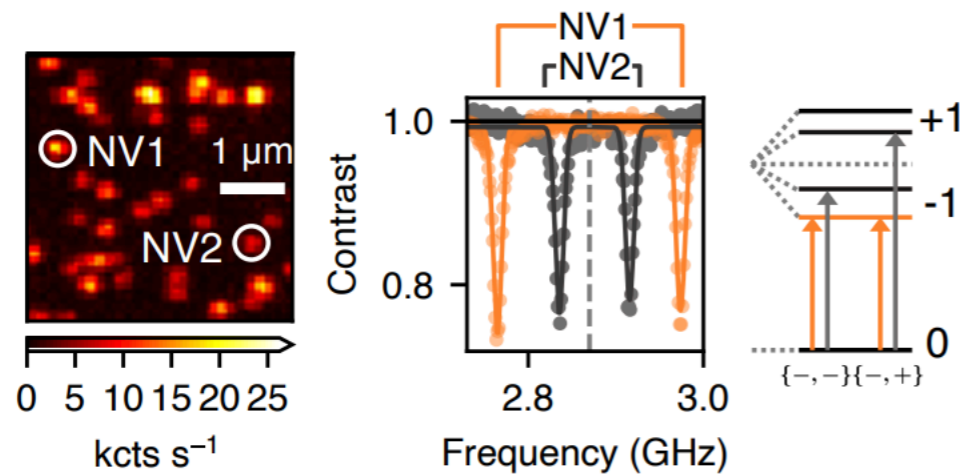 NV1
1 μm
NV2
0 5 10 15 20 25
kcts s⁻¹
NV1
NV2
1.0
0.8
Contrast
2.8 3.0
Frequency (GHz)
+1
-1
0
{−,−}{−,+}